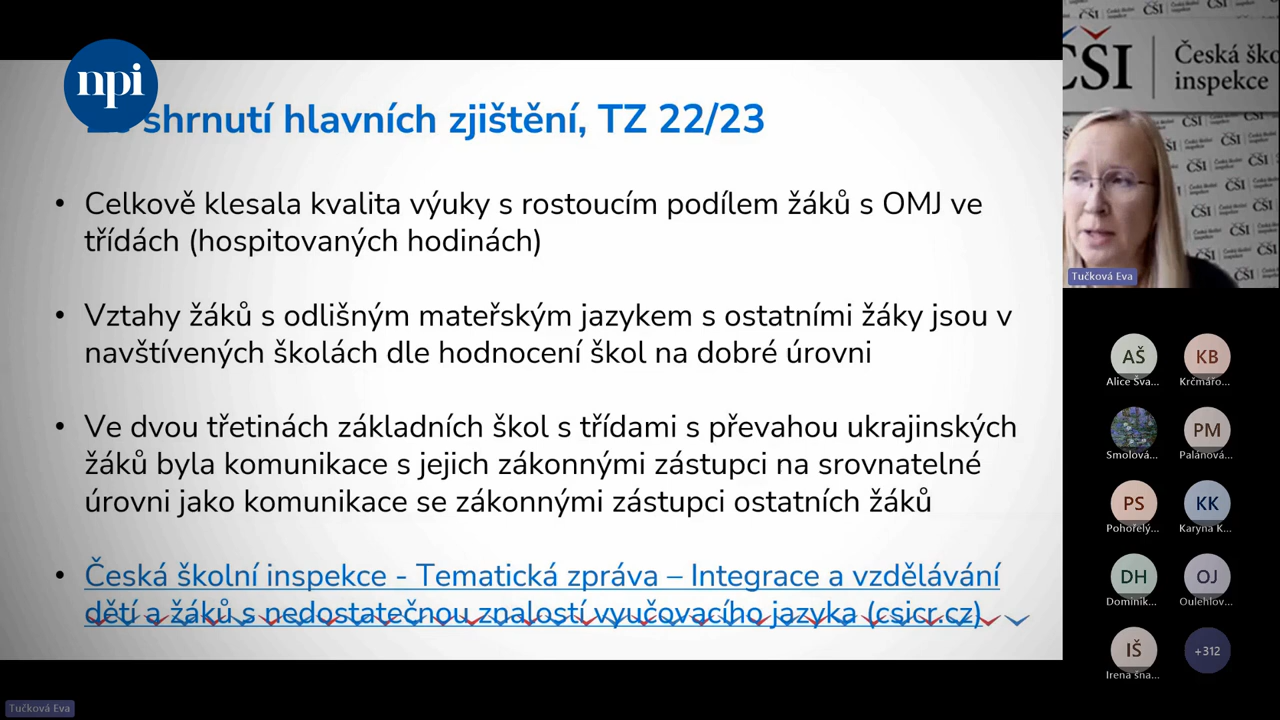 npi
shrnutí hlavních zjištění, TZ 22/23
• Celkově klesala kvalita výuky s rostoucím podílem žáků s OMJ ve
třídách (hospitovaných hodinách)
• Vztahy žáků s odlišným mateřským jazykem s ostatními žáky jsou v
navštívených školách dle hodnocení škol na dobré úrovni
• Ve dvou třetinách základních škol s třídami s převahou ukrajinských
žáků byla komunikace s jejich zákonnými zástupci na srovnatelné
úrovni jako komunikace se zákonnými zástupci ostatních žáků
• Česká školní inspekce - Tematická zpráva – Integrace a vzdělávání
dětí a žáků s nedostatečnou znalostí vyučovacího jazyka (csicr.cz)
Tučková Eva
ČŠI
Česká ško
inspekce
Tučková Eva
AŠ
Alice Šva...
KB
Krčmářo...
Smolová...
PM
Palánová...
PS
Pohořelý...
KK
Karyna K...
DH
Dominik...
OJ
Oulehlov...
IŠ
Irena šna...
+312